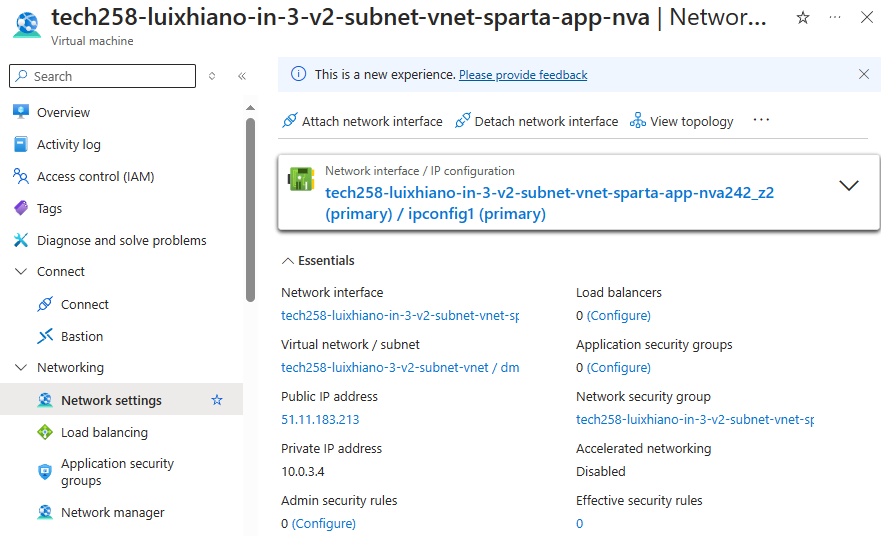 tech258-luixhiano-in-3-v2-subnet-vnet-sparta-app-nva | Networ...
Virtual machine
Search
Overview
Activity log
Access control (IAM)
Tags
Diagnose and solve problems
Connect
Connect
Bastion
Networking
Network settings
Load balancing
Application security
groups
Network manager
This is a new experience. Please provide feedback
Attach network interface
Detach network interface
View topology
Network interface / IP configuration
tech258-luixhiano-in-3-v2-subnet-vnet-sparta-app-nva242_z2
(primary) / ipconfig1 (primary)
Essentials
Network interface
tech258-luixhiano-in-3-v2-subnet-vnet-sp
Virtual network / subnet
tech258-luixhiano-3-v2-subnet-vnet / dm
Public IP address
51.11.183.213
Private IP address
10.0.3.4
Admin security rules
0 (Configure)
Load balancers
0 (Configure)
Application security groups
0 (Configure)
Network security group
tech258-luixhiano-in-3-v2-subnet-vnet-sp
Accelerated networking
Disabled
Effective security rules
0